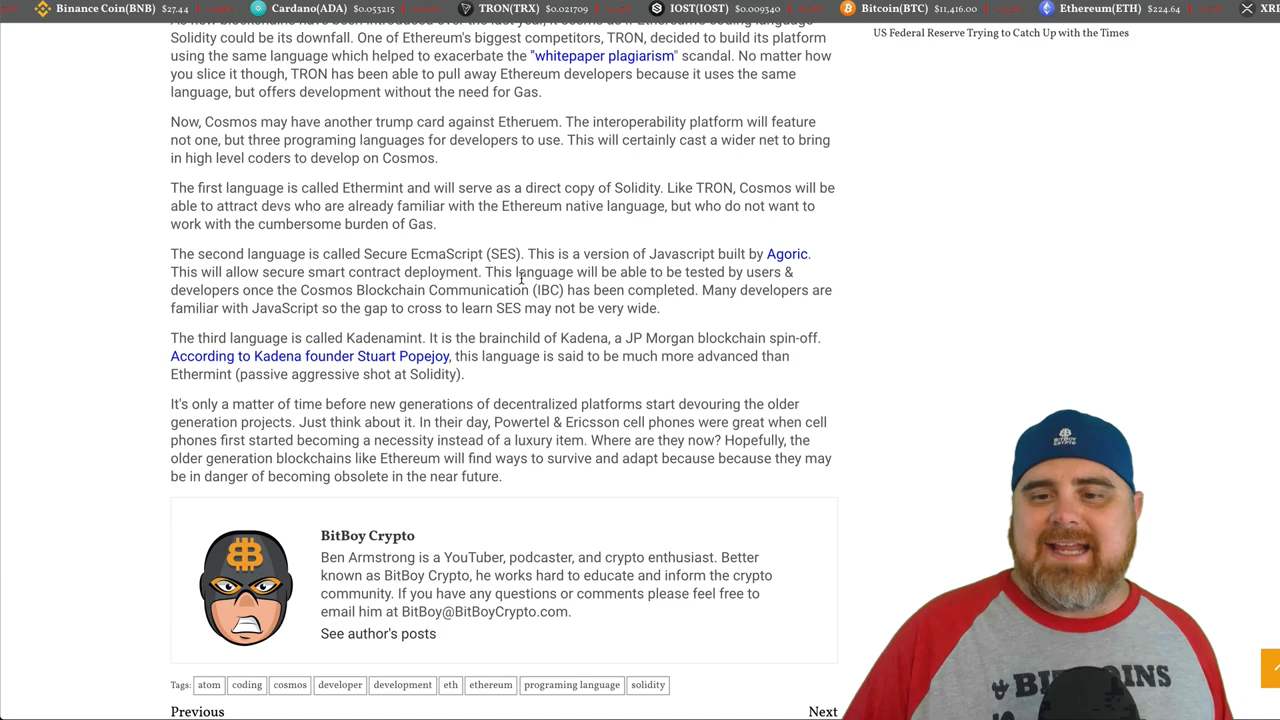 Binance Coin(BNB) $27.44
Cardano(ADA) $0.053215
TRON(TRX) $0.021709
IOST(IOST) $0.009340
Bitcoin(BTC) $11,416.00
Ethereum(ETH) $224.64
US Federal Reserve Trying to Catch Up with the Times
Solidity could be its downfall. One of Ethereum's biggest competitors, TRON, decided to build its platform
using the same language which helped to exacerbate the "whitepaper plagiarism" scandal. No matter how
you slice it though, TRON has been able to pull away Ethereum developers because it uses the same
language, but offers development without the need for Gas.
Now, Cosmos may have another trump card against Etheruem. The interoperability platform will feature
not one, but three programing languages for developers to use. This will certainly cast a wider net to bring
in high level coders to develop on Cosmos.
The first language is called Ethermint and will serve as a direct copy of Solidity. Like TRON, Cosmos will be
able to attract devs who are already familiar with the Ethereum native language, but who do not want to
work with the cumbersome burden of Gas.
The second language is called Secure EcmaScript (SES). This is a version of Javascript built by Agoric.
This will allow secure smart contract deployment. This language will be able to be tested by users &
developers once the Cosmos Blockchain Communication (IBC) has been completed. Many developers are
familiar with JavaScript so the gap to cross to learn SES may not be very wide.
The third language is called Kadenamint. It is the brainchild of Kadena, a JP Morgan blockchain spin-off.
According to Kadena founder Stuart Popejoy, this language is said to be much more advanced than
Ethermint (passive aggressive shot at Solidity).
It's only a matter of time before new generations of decentralized platforms start devouring the older
generation projects. Just think about it. In their day, Powertel & Ericsson cell phones were great when cell
phones first started becoming a necessity instead of a luxury item. Where are they now? Hopefully, the
older generation blockchains like Ethereum will find ways to survive and adapt because because they may
be in danger of becoming obsolete in the near future.
BitBoy Crypto
Ben Armstrong is a YouTuber, podcaster, and crypto enthusiast. Better
known as BitBoy Crypto, he works hard to educate and inform the crypto
community. If you have any questions or comments please feel free to
email him at BitBoy@BitBoyCrypto.com.
See author's posts
Tags: atom coding cosmos developer development eth ethereum programing language solidity
Previous
Next
BITBOY
CRYPTO